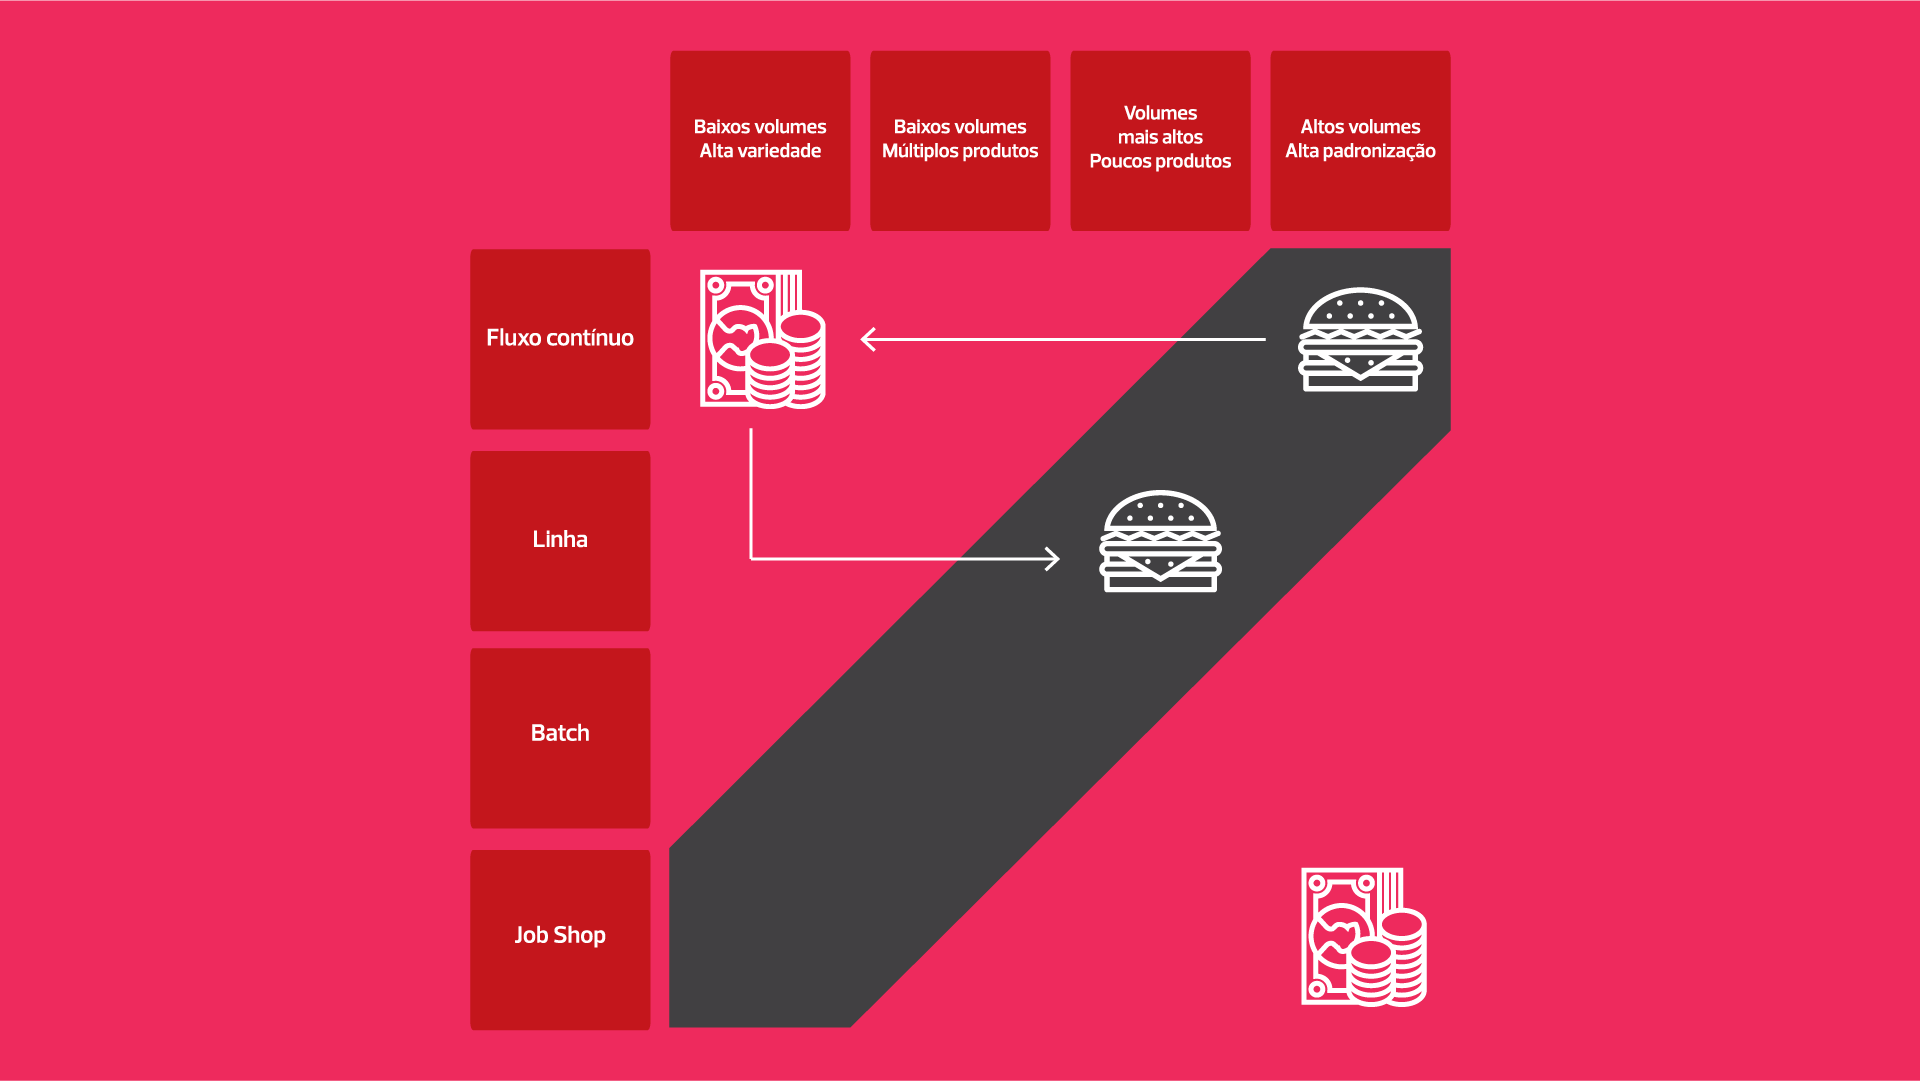 Baixos volumes
Alta variedade
Baixos volumes
Múltiplos produtos
Volumes
mais altos
Poucos produtos
Altos volumes
Alta padronização
Fluxo contínuo
Linha
Batch
Job Shop